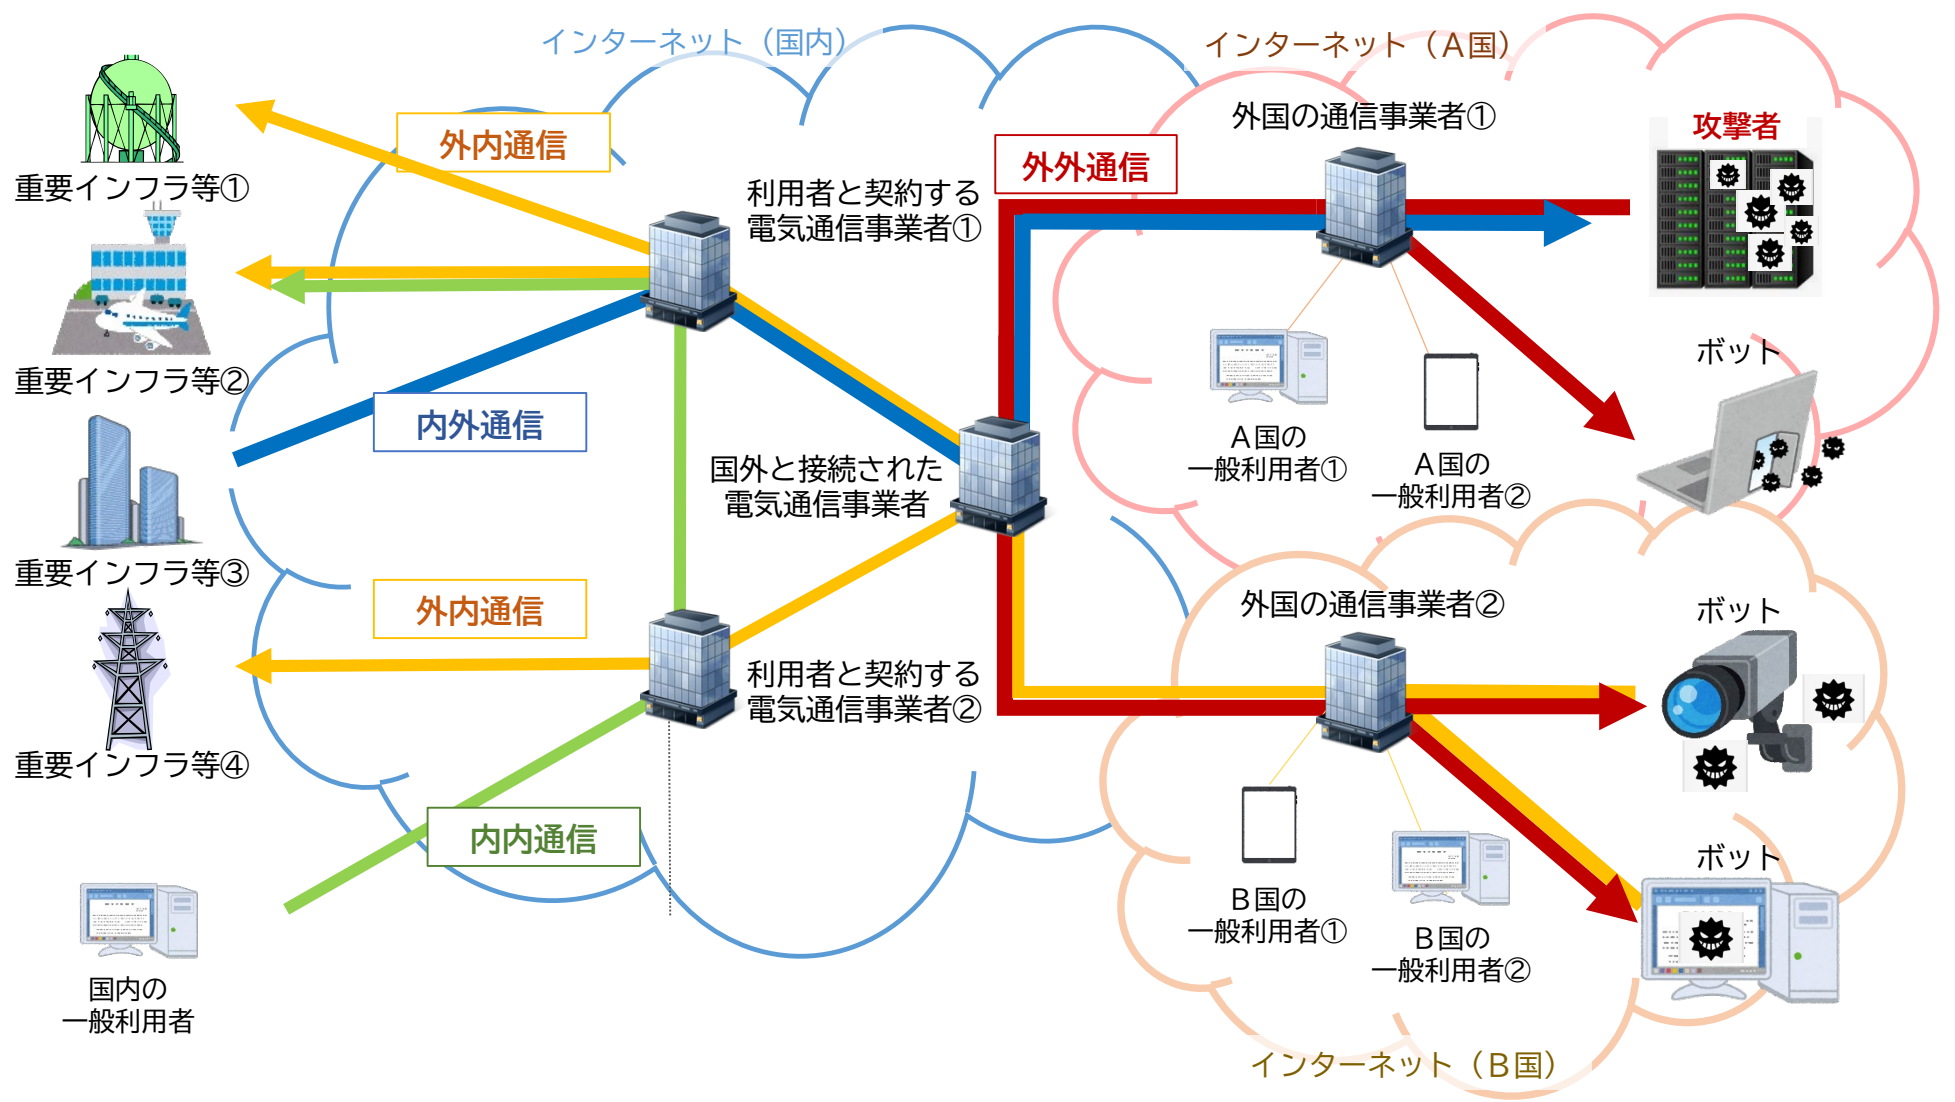 インターネット（国内）
インターネット（Ａ国）
外国の通信事業者①
攻撃者
外内通信
外外通信
重要インフラ等①
利用者と契約する
電気通信事業者①
ボット
重要インフラ等②
内外通信
Ａ国の
一般利用者①
Ａ国の
一般利用者②
国外と接続された
電気通信事業者
重要インフラ等③
外内通信
外国の通信事業者②
ボット
利用者と契約する
電気通信事業者②
重要インフラ等④
内内通信
ボット
Ｂ国の
一般利用者①
Ｂ国の
一般利用者②
国内の
一般利用者
インターネット（Ｂ国）